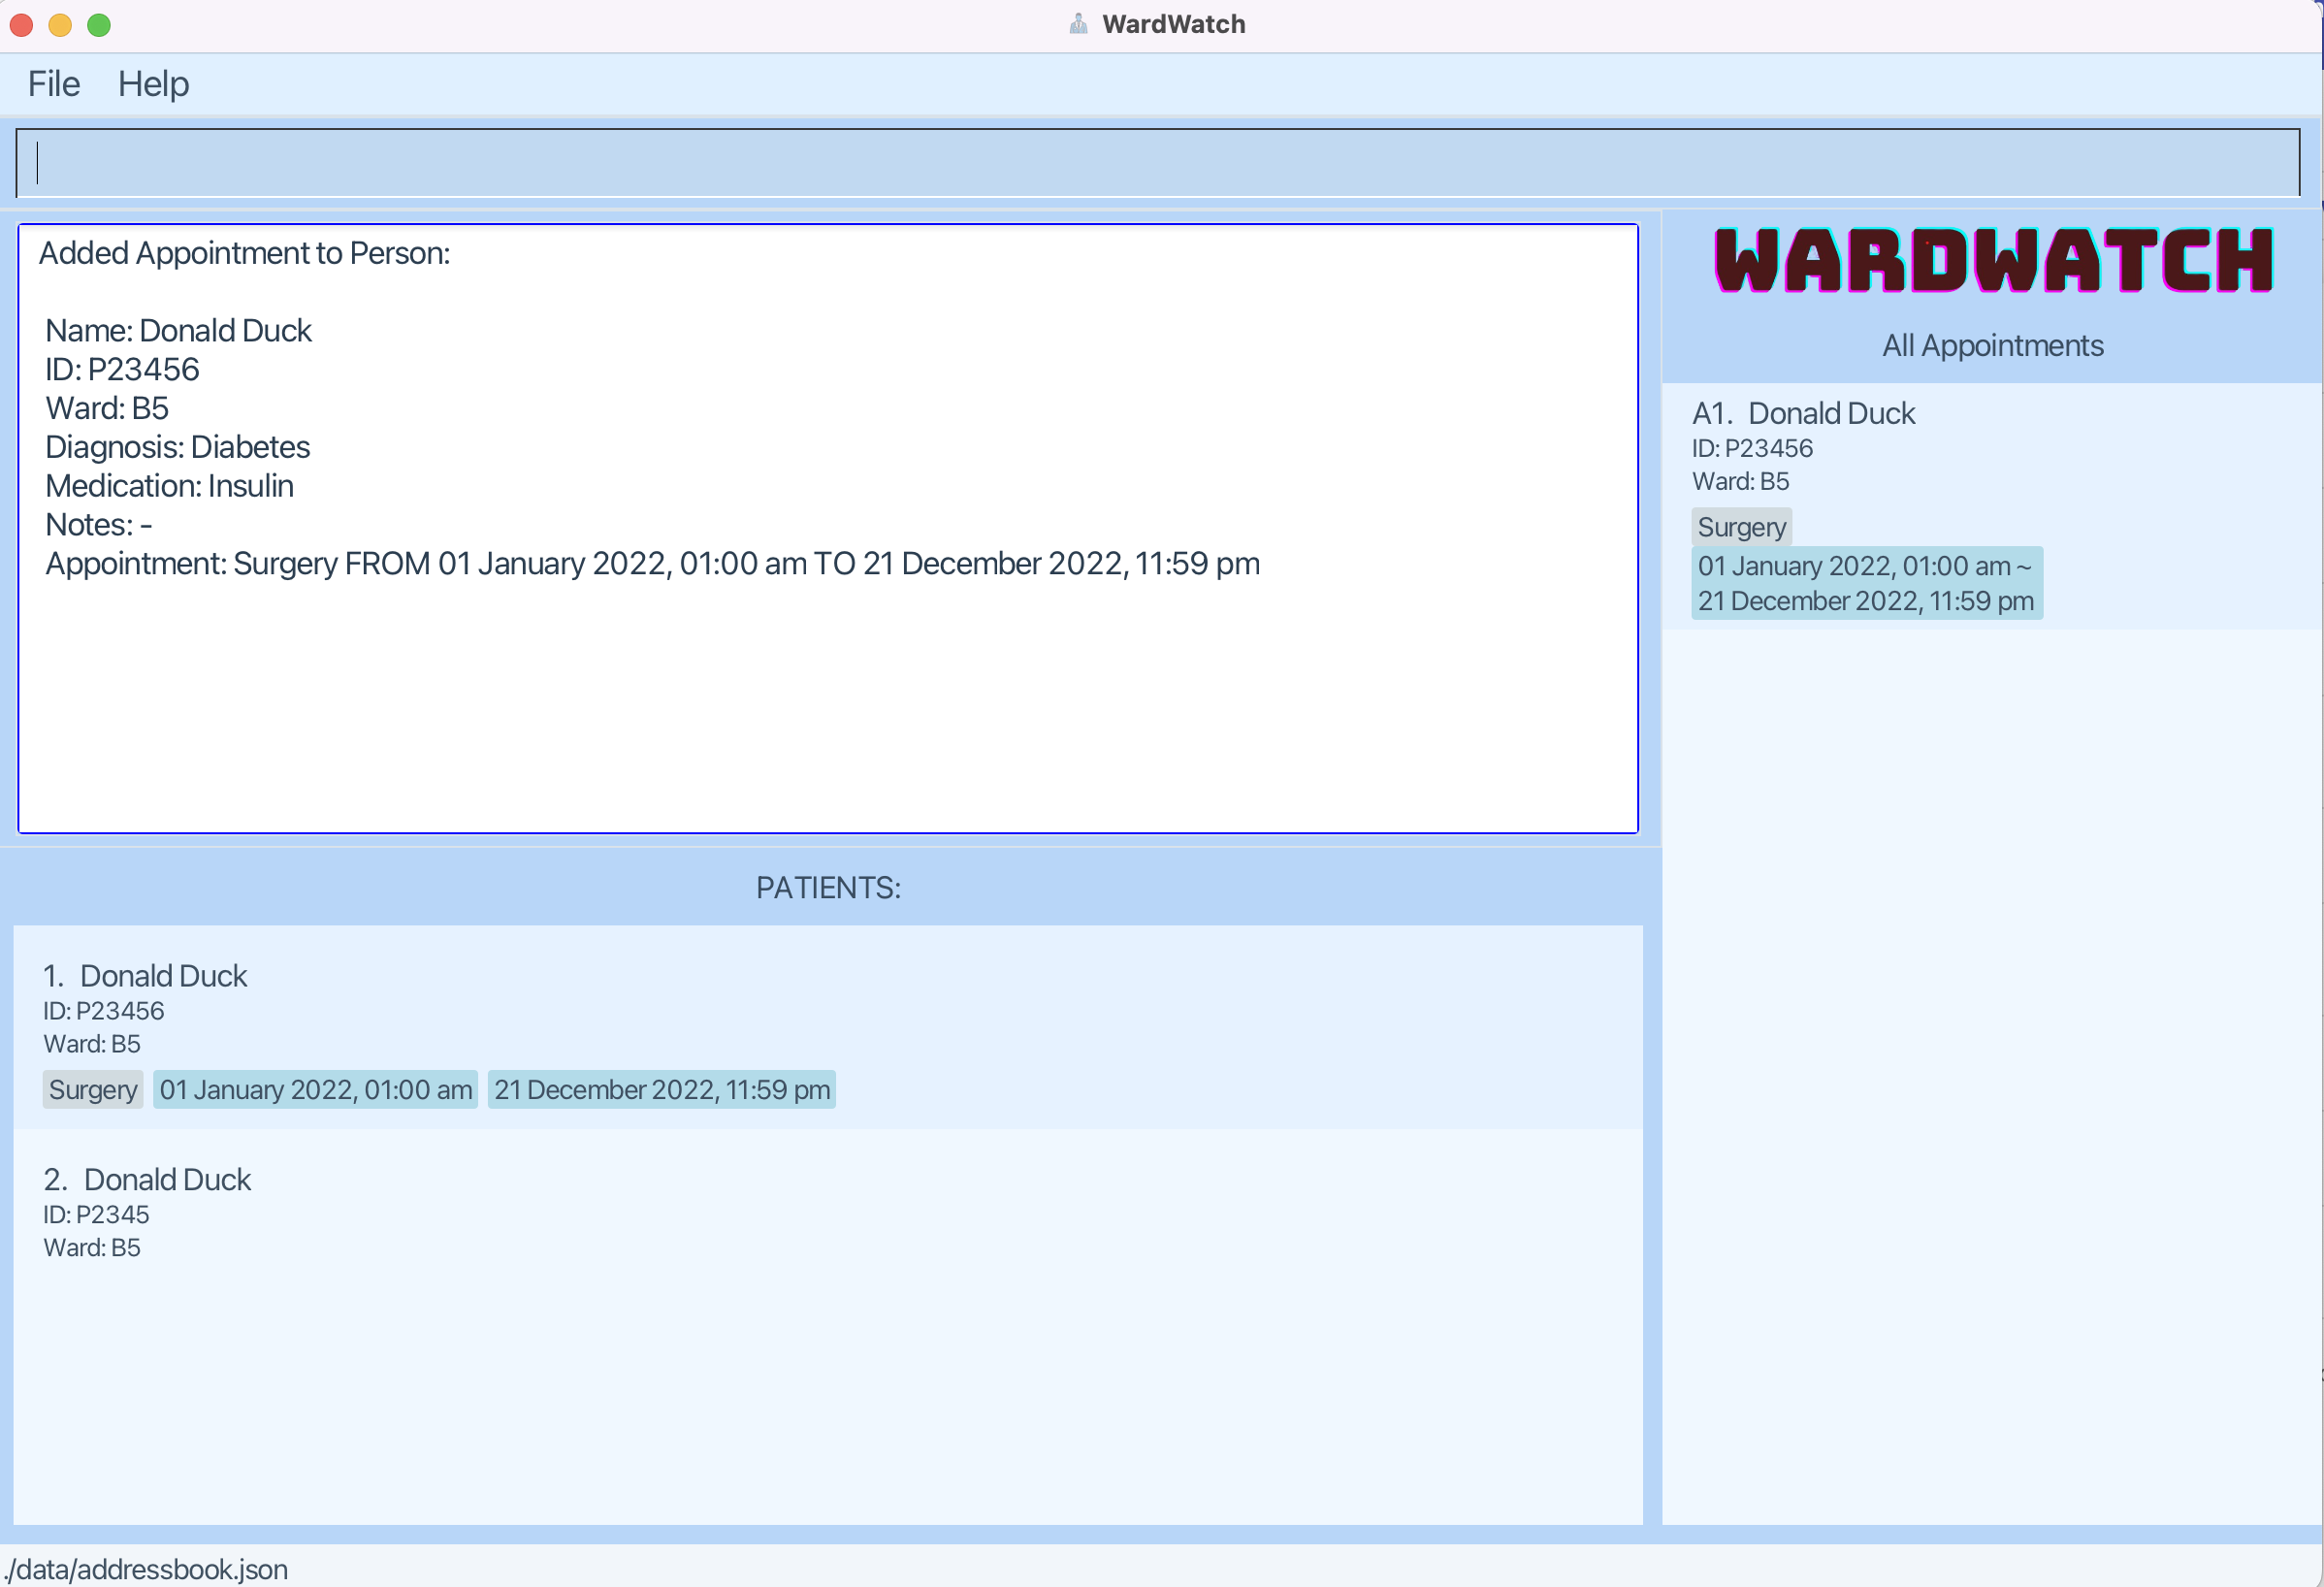 WardWatch
File Help
Added Appointment to Person:
Name: Donald Duck
ID: P23456
Ward: B5
Diagnosis: Diabetes
Medication: Insulin
Notes: -
Appointment: Surgery FROM 01 January 2022, 01:00 am TO 21 December 2022, 11:59 pm
WARDWATCH
All Appointments
A1. Donald Duck
ID: P23456
Ward: B5
Surgery
01 January 2022, 01:00 am ~
21 December 2022, 11:59 pm
PATIENTS:
1. Donald Duck
ID: P23456
Ward: B5
Surgery 01 January 2022, 01:00 am 21 December 2022, 11:59 pm
2. Donald Duck
ID: P2345
Ward: B5
./data/addressbook.json